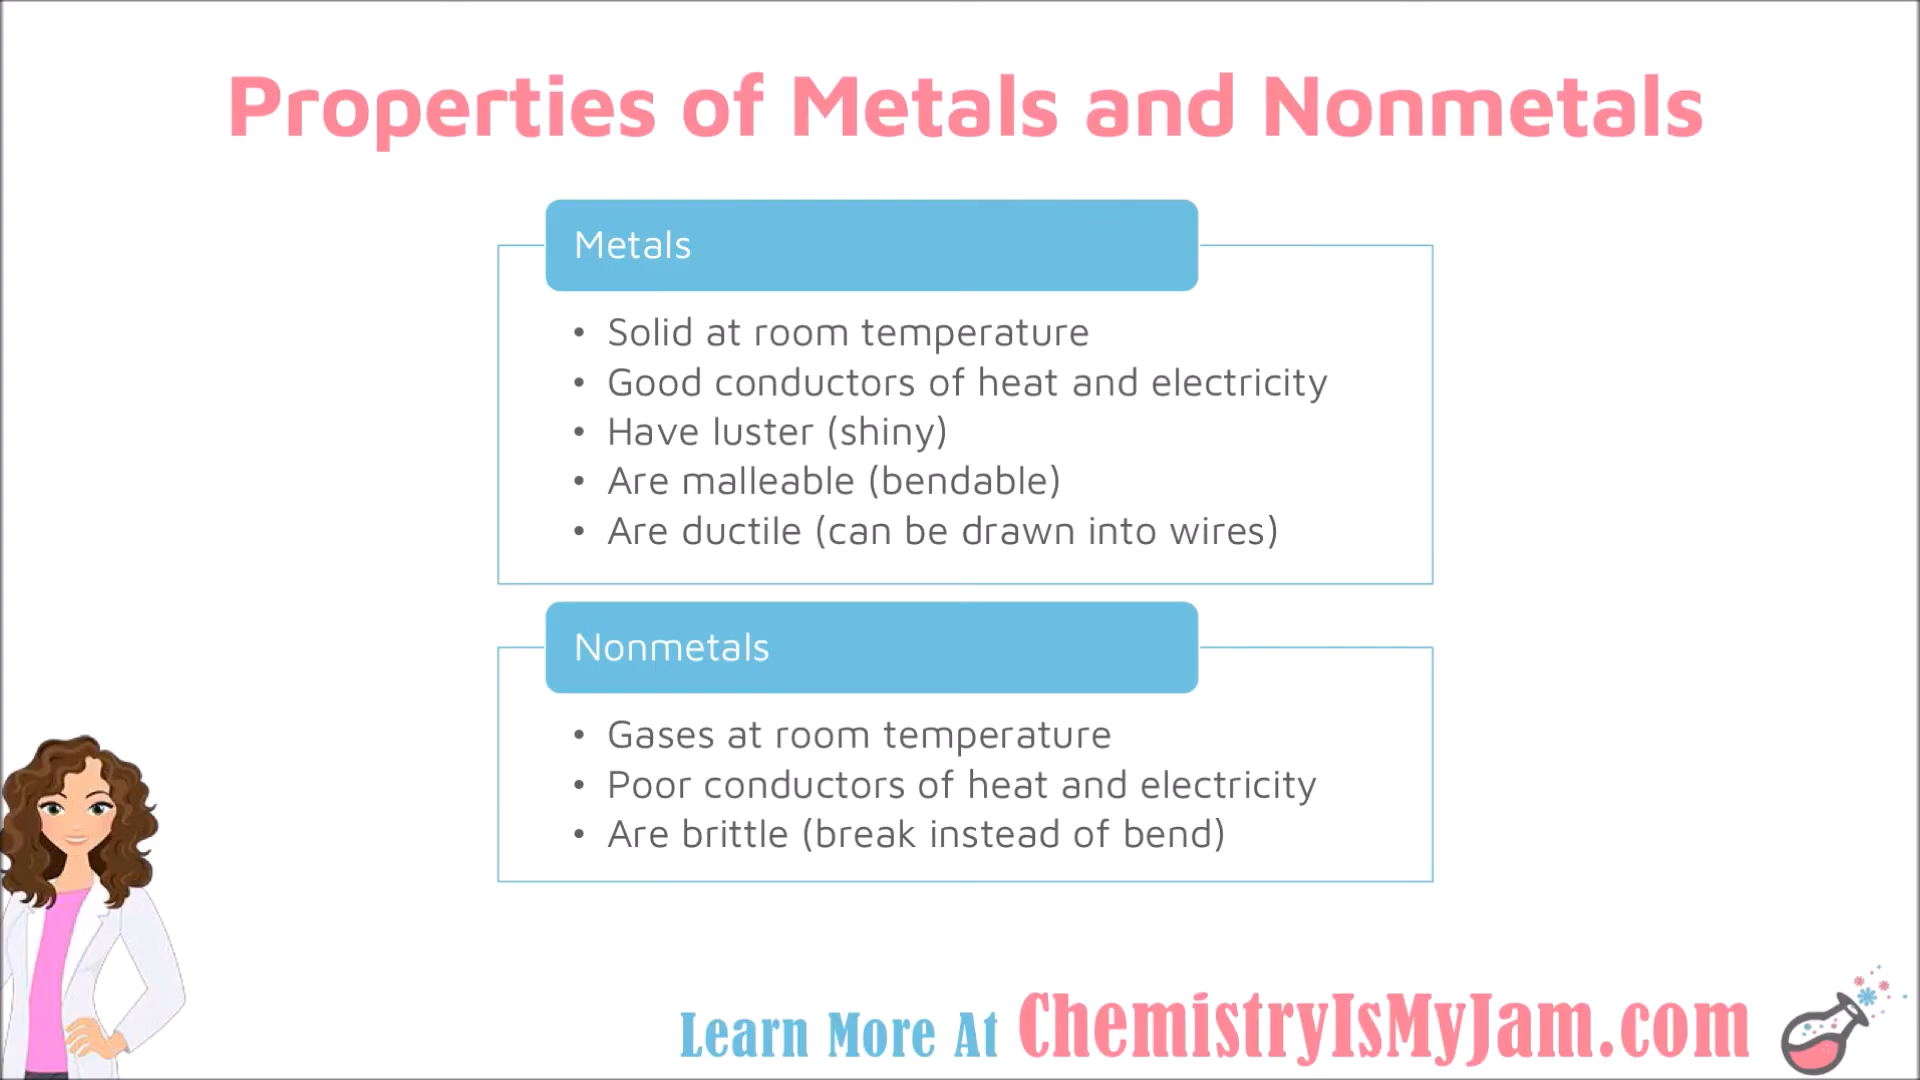 Properties of Metals and Nonmetals
Metals
• Solid at room temperature
• Good conductors of heat and electricity
• Have luster (shiny)
• Are malleable (bendable)
• Are ductile (can be drawn into wires)
Nonmetals
• Gases at room temperature
• Poor conductors of heat and electricity
• Are brittle (break instead of bend)
Learn More At ChemistryIsMyJam.com